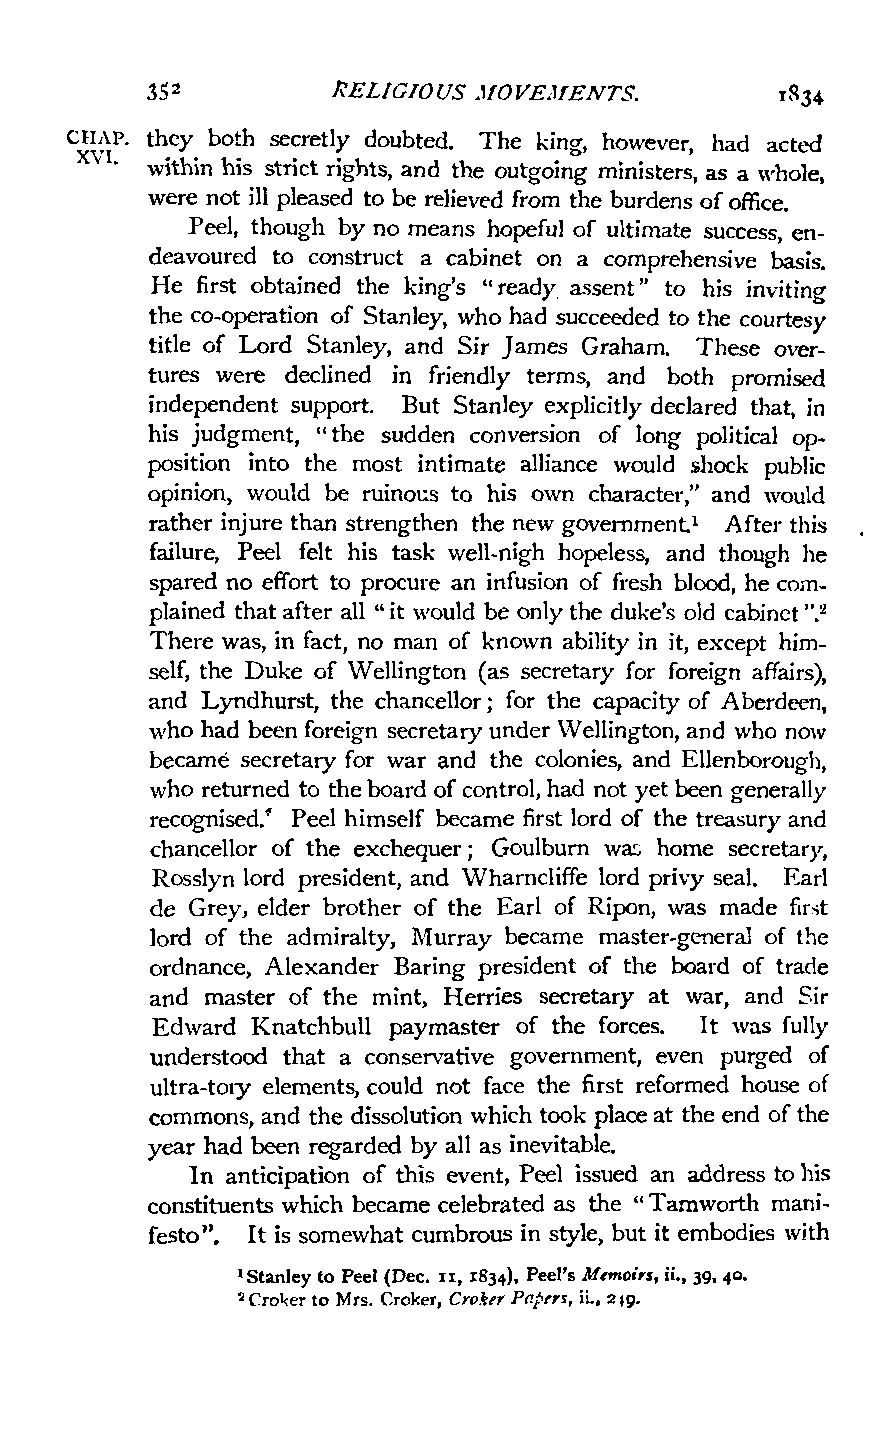 352 RELIGIOUS MOVEMENTS. 1834
CHAP. they both secretly doubted. The king, however, had acted
XVI. within his strict rights, and the outgoing ministers, as a whole,
were not ill pleased to be relieved from the burdens of office.
Peel, though by no means hopeful of ultimate success, en-
deavoured to construct a cabinet on a comprehensive basis.
He first obtained the king's "ready assent" to his inviting
the co-operation of Stanley, who had succeeded to the courtesy
title of Lord Stanley, and Sir James Graham. These over-
tures were declined in friendly terms, and both promised
independent support. But Stanley explicitly declared that, in
his judgment, "the sudden conversion of long political op-
position into the most intimate alliance would shock public
opinion, would be ruinous to his own character," and would
rather injure than strengthen the new government.¹ After this
failure, Peel felt his task well-nigh hopeless, and though he
spared no effort to procure an infusion of fresh blood, he com-
plained that after all "it would be only the duke's old cabinet".²
There was, in fact, no man of known ability in it, except him-
self, the Duke of Wellington (as secretary for foreign affairs),
and Lyndhurst, the chancellor; for the capacity of Aberdeen,
who had been foreign secretary under Wellington, and who now
became secretary for war and the colonies, and Ellenborough,
who returned to the board of control, had not yet been generally
recognised. Peel himself became first lord of the treasury and
chancellor of the exchequer; Goulburn was home secretary,
Rosslyn lord president, and Wharncliffe lord privy seal. Earl
de Grey, elder brother of the Earl of Ripon, was made first
lord of the admiralty, Murray became master-general of the
ordnance, Alexander Baring president of the board of trade
and master of the mint, Herries secretary at war, and Sir
Edward Knatchbull paymaster of the forces. It was fully
understood that a conservative government, even purged of
ultra-tory elements, could not face the first reformed house of
commons, and the dissolution which took place at the end of the
year had been regarded by all as inevitable.
In anticipation of this event, Peel issued an address to his
constituents which became celebrated as the "Tamworth mani-
festo". It is somewhat cumbrous in style, but it embodies with
¹ Stanley to Peel (Dec. 11, 1834), Peel's Memoirs, ii., 39, 40.
² Croker to Mrs. Croker, Croker Papers, ii., 219.